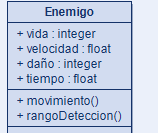 Enemigo
+ vida : integer
+ velocidad : float
+ daño : integer
+ tiempo : float
+ movimiento()
+ rangoDeteccion()